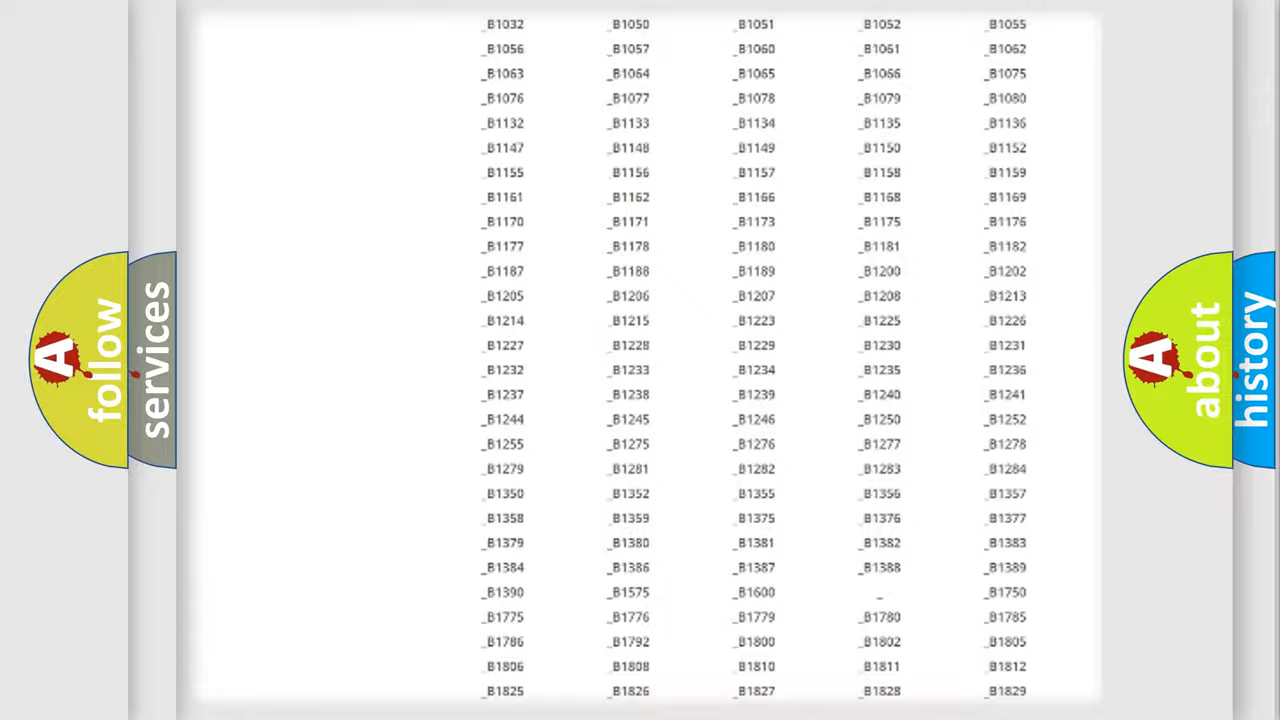 _B1032 _B1050 _B1051 _B1052 _B1055
_B1056 _B1057 _B1060 _B1061 _B1062
_B1063 _B1064 _B1065 _B1066 _B1075
_B1076 _B1077 _B1078 _B1079 _B1080
_B1132 _B1133 _B1134 _B1135 _B1136
_B1147 _B1148 _B1149 _B1150 _B1152
_B1155 _B1156 _B1157 _B1158 _B1159
_B1161 _B1162 _B1166 _B1168 _B1169
_B1170 _B1171 _B1173 _B1175 _B1176
_B1177 _B1178 _B1180 _B1181 _B1182
_B1187 _B1188 _B1189 _B1200 _B1202
_B1205 _B1206 _B1207 _B1208 _B1213
_B1214 _B1215 _B1223 _B1225 _B1226
_B1227 _B1228 _B1229 _B1230 _B1231
_B1232 _B1233 _B1234 _B1235 _B1236
_B1237 _B1238 _B1239 _B1240 _B1241
_B1244 _B1245 _B1246 _B1250 _B1252
_B1255 _B1275 _B1276 _B1277 _B1278
_B1279 _B1281 _B1282 _B1283 _B1284
_B1350 _B1352 _B1355 _B1356 _B1357
_B1358 _B1359 _B1375 _B1376 _B1377
_B1379 _B1380 _B1381 _B1382 _B1383
_B1384 _B1386 _B1387 _B1388 _B1389
_B1390 _B1575 _B1600 _ _B1750
_B1775 _B1776 _B1779 _B1780 _B1785
_B1786 _B1792 _B1800 _B1802 _B1805
_B1806 _B1808 _B1810 _B1811 _B1812
_B1825 _B1826 _B1827 _B1828 _B1829
A follow
services
A about
history